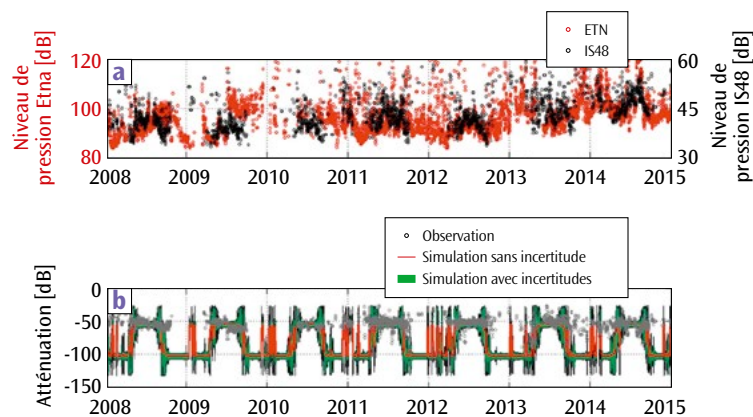 ETN
IS48
a
Niveau de
pression Etna [dB]
120
100
80
60
45
30
Niveau de
pression IS48 [dB]
2008 2009 2010 2011 2012 2013 2014 2015
Observation
Simulation sans incertitude
Simulation avec incertitudes
b
Atténuation [dB]
0
-50
-100
-150
2008 2009 2010 2011 2012 2013 2014 2015